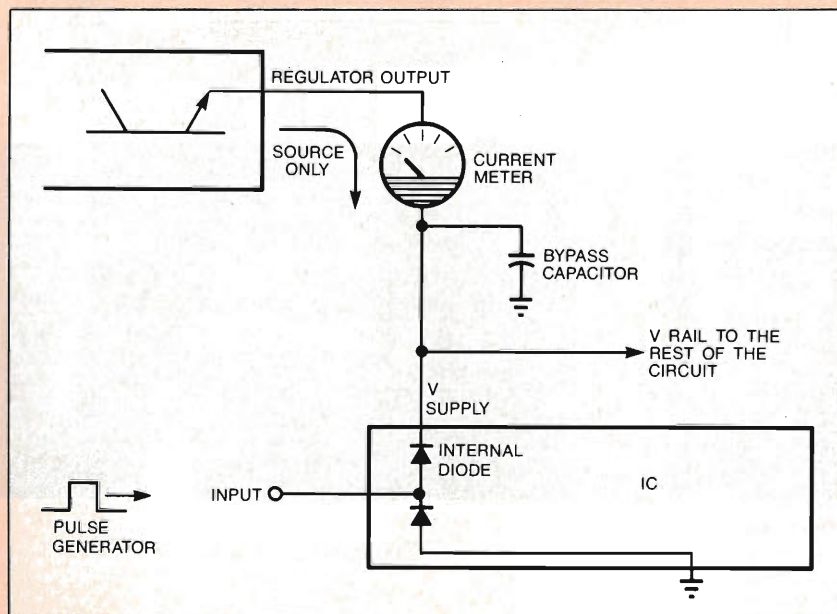 REGULATOR OUTPUT
SOURCE
ONLY
CURRENT
METER
BYPASS
CAPACITOR
V RAIL TO THE
REST OF THE
CIRCUIT
V
SUPPLY
INTERNAL
DIODE
IC
INPUT
PULSE
GENERATOR